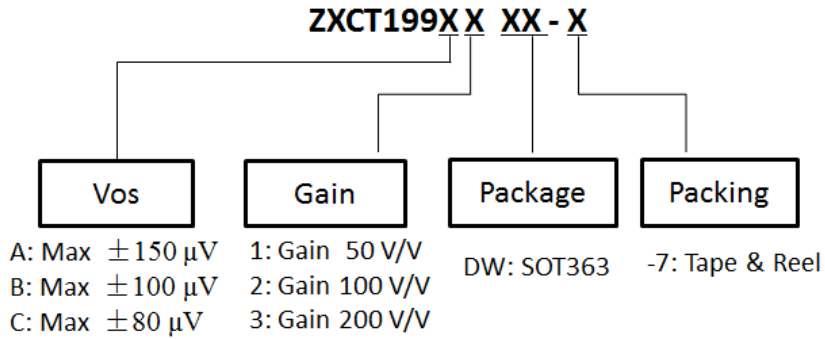 ZXCT199X X XX - X
Vos
Gain
Package
Packing
A: Max ±150 μV
B: Max ±100 μV
C: Max ±80 μV
1: Gain 50 V/V
2: Gain 100 V/V
3: Gain 200 V/V
DW: SOT363
-7: Tape & Reel